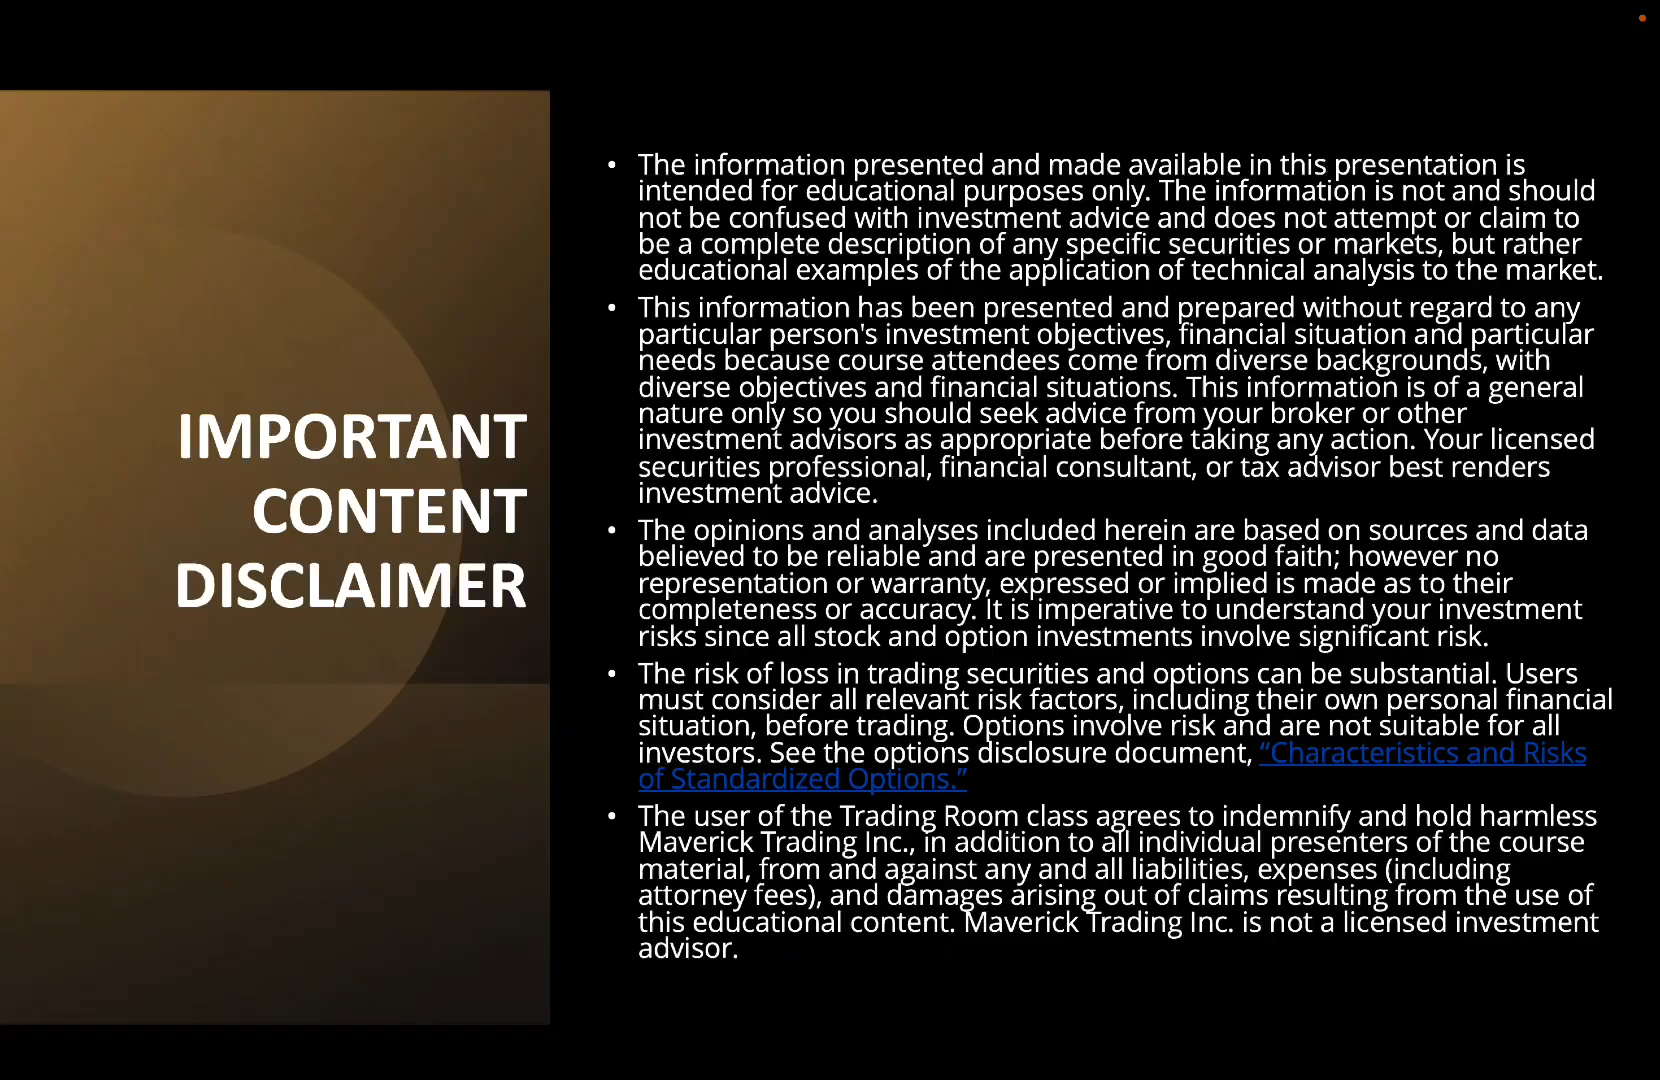 IMPORTANT
CONTENT
DISCLAIMER
• The information presented and made available in this presentation is
intended for educational purposes only. The information is not and should
not be confused with investment advice and does not attempt or claim to
be a complete description of any specific securities or markets, but rather
educational examples of the application of technical analysis to the market.
• This information has been presented and prepared without regard to any
particular person's investment objectives, financial situation and particular
needs because course attendees come from diverse backgrounds, with
diverse objectives and financial situations. This information is of a general
nature only so you should seek advice from your broker or other
investment advisors as appropriate before taking any action. Your licensed
securities professional, financial consultant, or tax advisor best renders
investment advice.
• The opinions and analyses included herein are based on sources and data
believed to be reliable and are presented in good faith; however no
representation or warranty, expressed or implied is made as to their
completeness or accuracy. It is imperative to understand your investment
risks since all stock and option investments involve significant risk.
• The risk of loss in trading securities and options can be substantial. Users
must consider all relevant risk factors, including their own personal financial
situation, before trading. Options involve risk and are not suitable for all
investors. See the options disclosure document, “Characteristics and Risks
of Standardized Options.”
• The user of the Trading Room class agrees to indemnify and hold harmless
Maverick Trading Inc., in addition to all individual presenters of the course
material, from and against any and all liabilities, expenses (including
attorney fees), and damages arising out of claims resulting from the use of
this educational content. Maverick Trading Inc. is not a licensed investment
advisor.